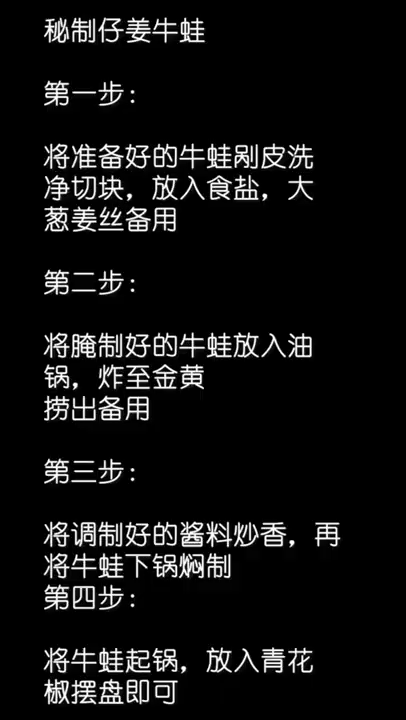 秘制仔姜牛蛙
第一步:
将准备好的牛蛙剐皮洗
净切块，放入食盐，大
葱姜丝备用
第二步:
将腌制好的牛蛙放入油
锅，炸至金黄
捞出备用
第三步:
将调制好的酱料炒香，再
将牛蛙下锅焖制
第四步:
将牛蛙起锅，放入青花
椒摆盘即可